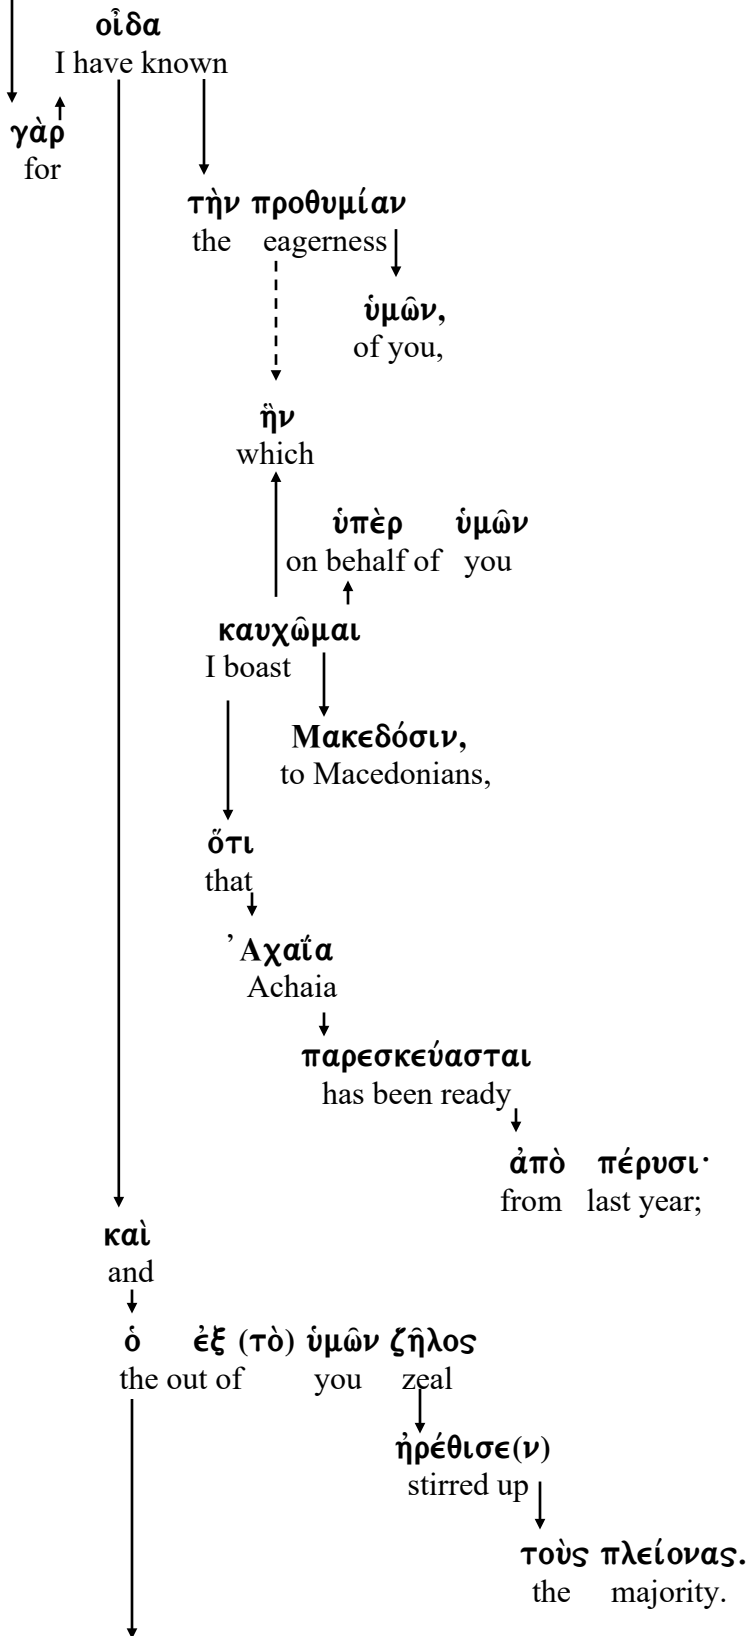 οἶδα
I have known
γὰρ
for
τὴν προθυμίαν
the eagerness
ὑμῶν,
of you,
ἣν
which
ὑπὲρ ὑμῶν
on behalf of you
καυχῶμαι
I boast
Μακεδόσιν,
to Macedonians,
ὅτι
that
Ἀχαΐα
Achaia
παρεσκεύασται
has been ready
ἀπὸ πέρυσι·
from last year;
καὶ
and
ὁ ἐξ (τὸ) ὑμῶν ζῆλος
the out of you zeal
ἠρέθισε(ν)
stirred up
τοὺς πλείονας.
the majority.